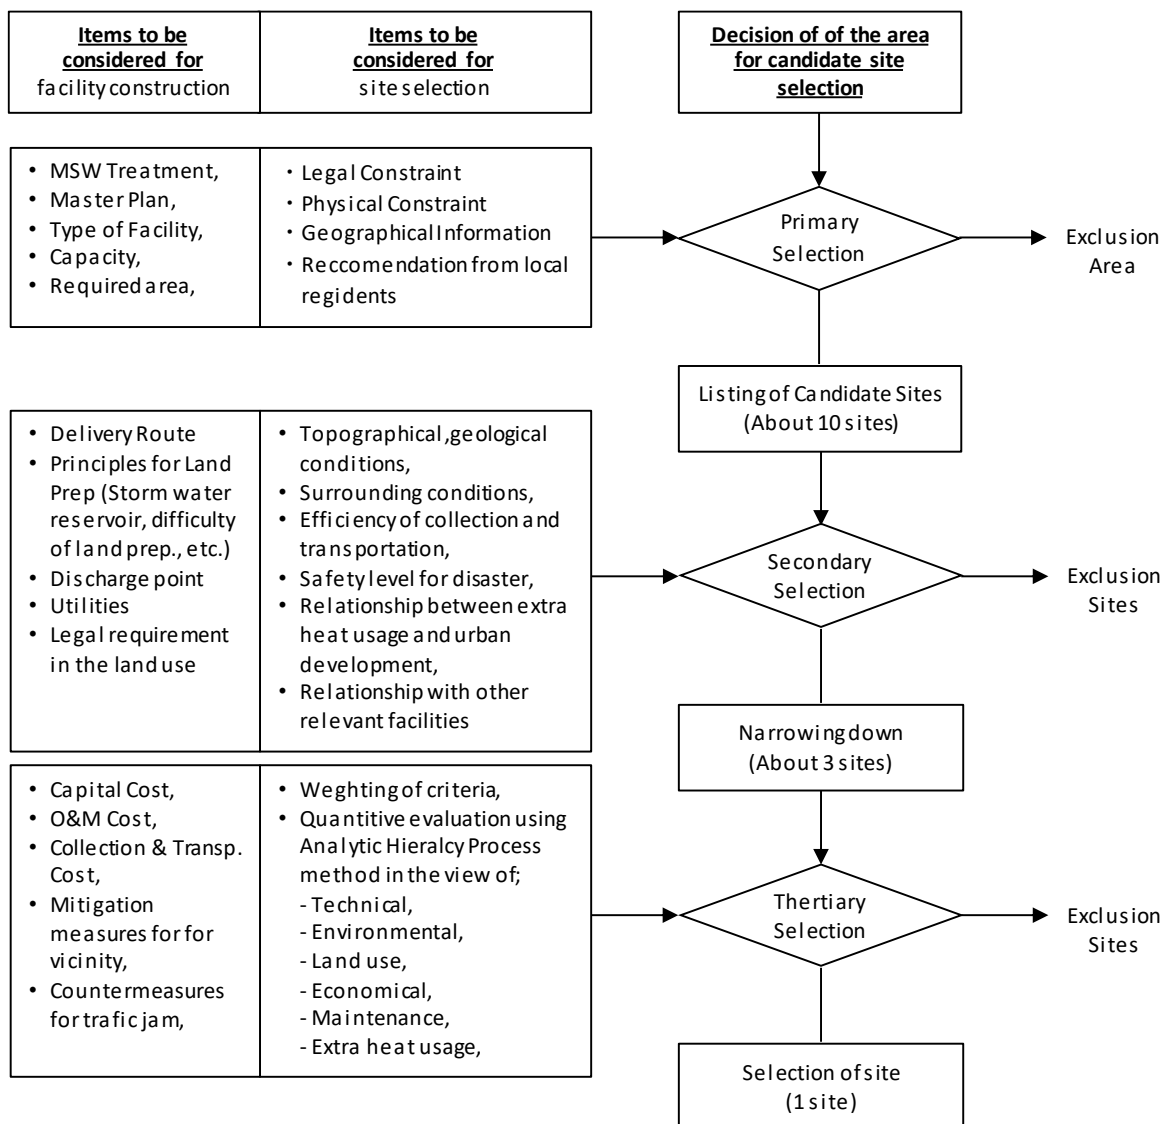 Items to be
considered for
facility construction
Items to be
considered for
site selection
Decision of of the area
for candidate site
selection
• MSW Treatment,
• Master Plan,
• Type of Facility,
• Capacity,
• Required area,
・Legal Constraint
・Physical Constraint
・Geographical Information
・Reccomendation from local
regidents
Primary
Selection
Exclusion
Area
Listing of Candidate Sites
(About 10 sites)
• Delivery Route
• Principles for Land
Prep (Storm water
reservoir, difficulty
of land prep., etc.)
• Discharge point
• Utilities
• Legal requirement
in the land use
• Topographical ,geological
conditions,
• Surrounding conditions,
• Efficiency of collection and
transportation,
• Safety level for disaster,
• Relationship between extra
heat usage and urban
development,
• Relationship with other
relevant facilities
Secondary
Selection
Exclusion
Sites
Narrowing down
(About 3 sites)
• Capital Cost,
• O&M Cost,
• Collection & Transp.
Cost,
• Mitigation
measures for for
vicinity,
• Countermeasures
for trafic jam,
• Weghting of criteria,
• Quantitive evaluation using
Analytic Hieralcy Process
method in the view of;
- Technical,
- Environmental,
- Land use,
- Economical,
- Maintenance,
- Extra heat usage,
Thertiary
Selection
Exclusion
Sites
Selection of site
(1 site)